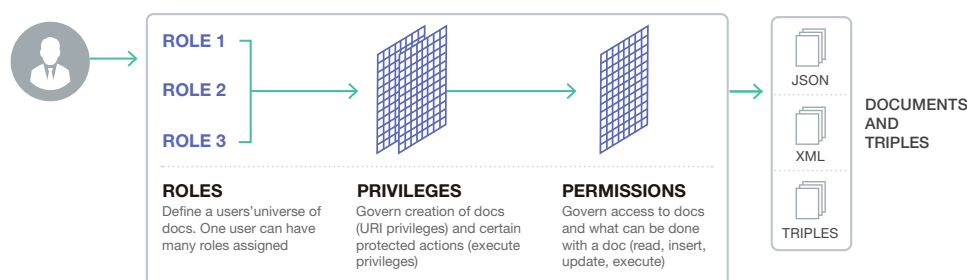 ROLE 1
ROLE 2
ROLE 3
ROLES
Define a users'universe of
docs. One user can have
many roles assigned
PRIVILEGES
Govern creation of docs
(URI privileges) and certain
protected actions (execute
privileges)
PERMISSIONS
Govern access to docs
and what can be done
with a doc (read, insert,
update, execute)
JSON
XML
TRIPLES
DOCUMENTS
AND
TRIPLES